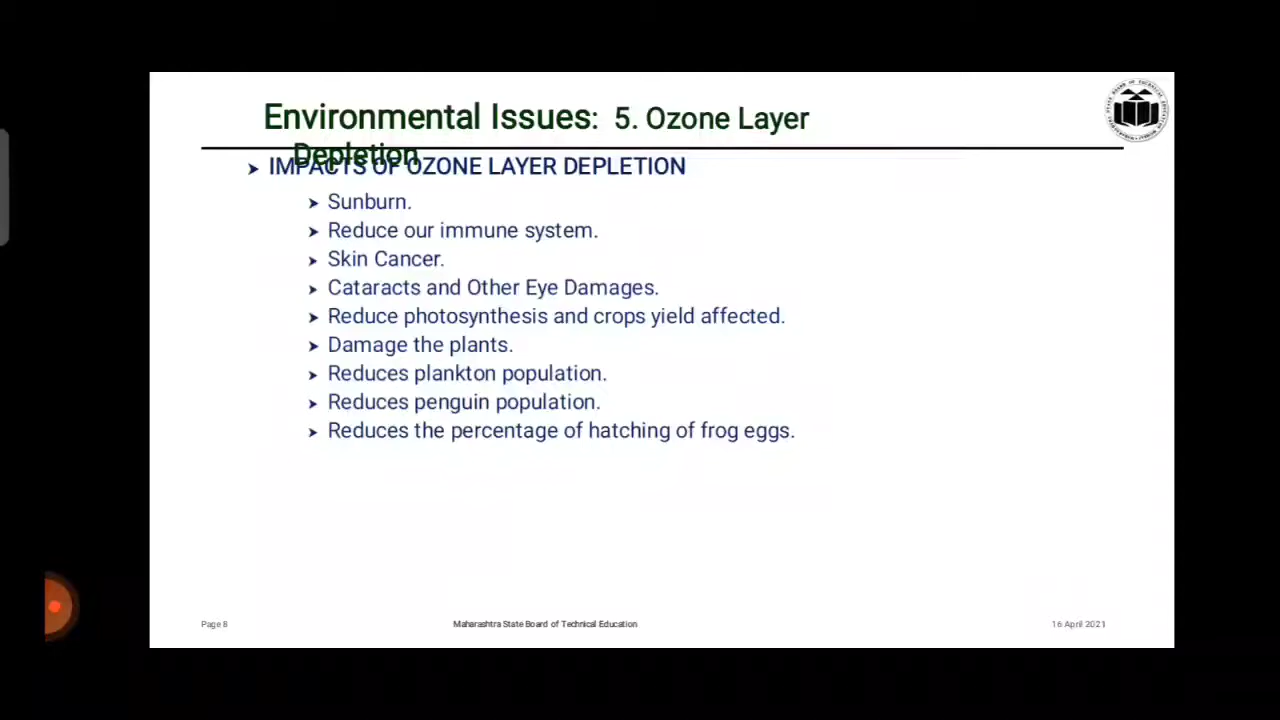 Environmental Issues: 5. Ozone Layer
Depletion
➤ IMPACTS OF OZONE LAYER DEPLETION
➤ Sunburn.
➤ Reduce our immune system.
➤ Skin Cancer.
➤ Cataracts and Other Eye Damages.
➤ Reduce photosynthesis and crops yield affected.
➤ Damage the plants.
➤ Reduces plankton population.
➤ Reduces penguin population.
➤ Reduces the percentage of hatching of frog eggs.
Page 8 Maharashtra State Board of Technical Education 16 April 2021